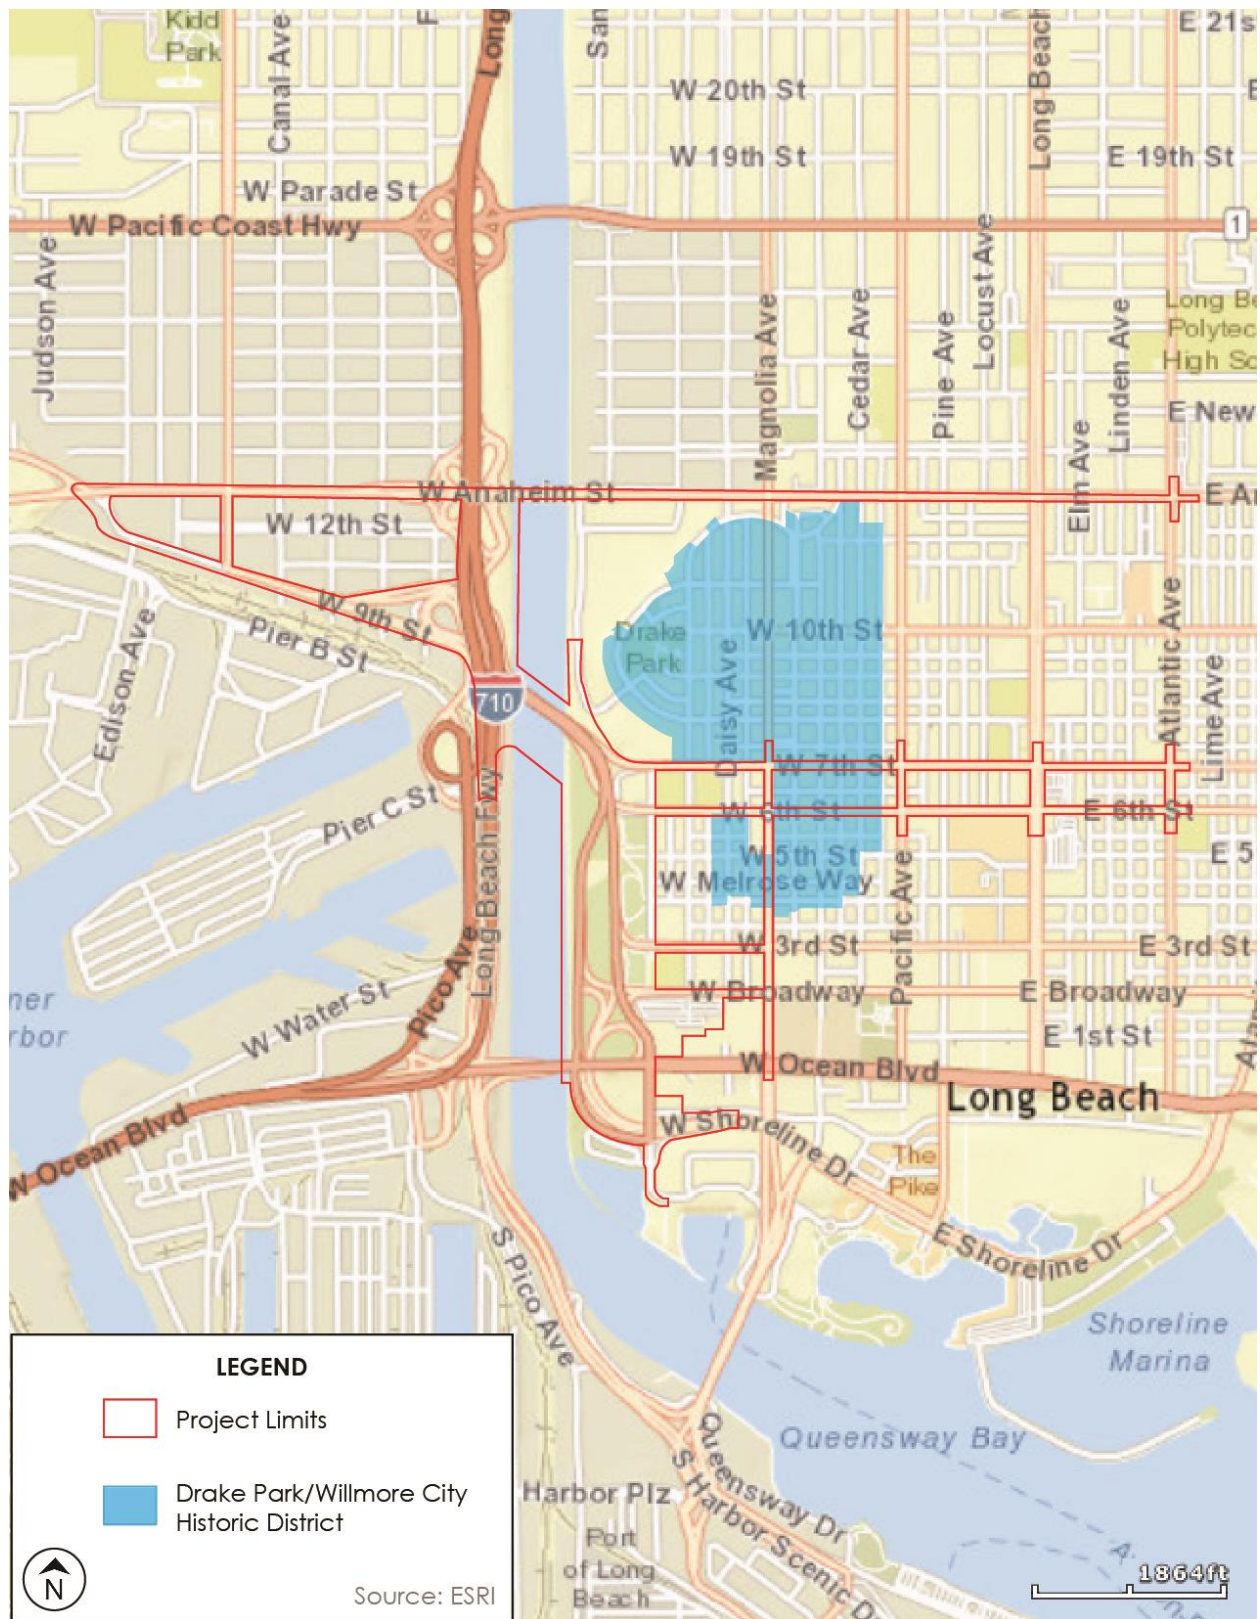 Kidd
Park
Canal Ave
F
Long
San
Long Beach
E 21s
W 20th St
E
W 19th St
E 19th St
W Parade St
W Pacific Coast Hwy
1
Judson Ave
Magnolia Ave
Cedar Ave
Pine Ave
Locust Ave
Linden Ave
Long Be
Polytec
High Sc
E New
W Anaheim St
E An
W 12th St
Elm Ave
W 9th St
Pier B St
Edison Ave
Drake
Park
W 10th St
Daisy Ave
Atlantic Ave
Lime Ave
710
W 7th St
W 6th St
E 6th St
Pier C St
Long Beach Fwy
W 5th St
E 5
W Melrose Way
Pacific Ave
W 3rd St
E 3rd St
Pico Ave
W Water St
W Broadway
E Broadway
ner
rbor
E 1st St
W Ocean Blvd
W Ocean Blvd
Long Beach
W Shoreline Dr
The
Pike
E Shoreline Dr
S Pico Ave
Shoreline
Marina
Queensway Bay
Queensway Dr
S Harbor Scenic D
Harbor Plz
Port
of Long
Beach
LEGEND
Project Limits
Drake Park/Willmore City
Historic District
N
Source: ESRI
1864ft